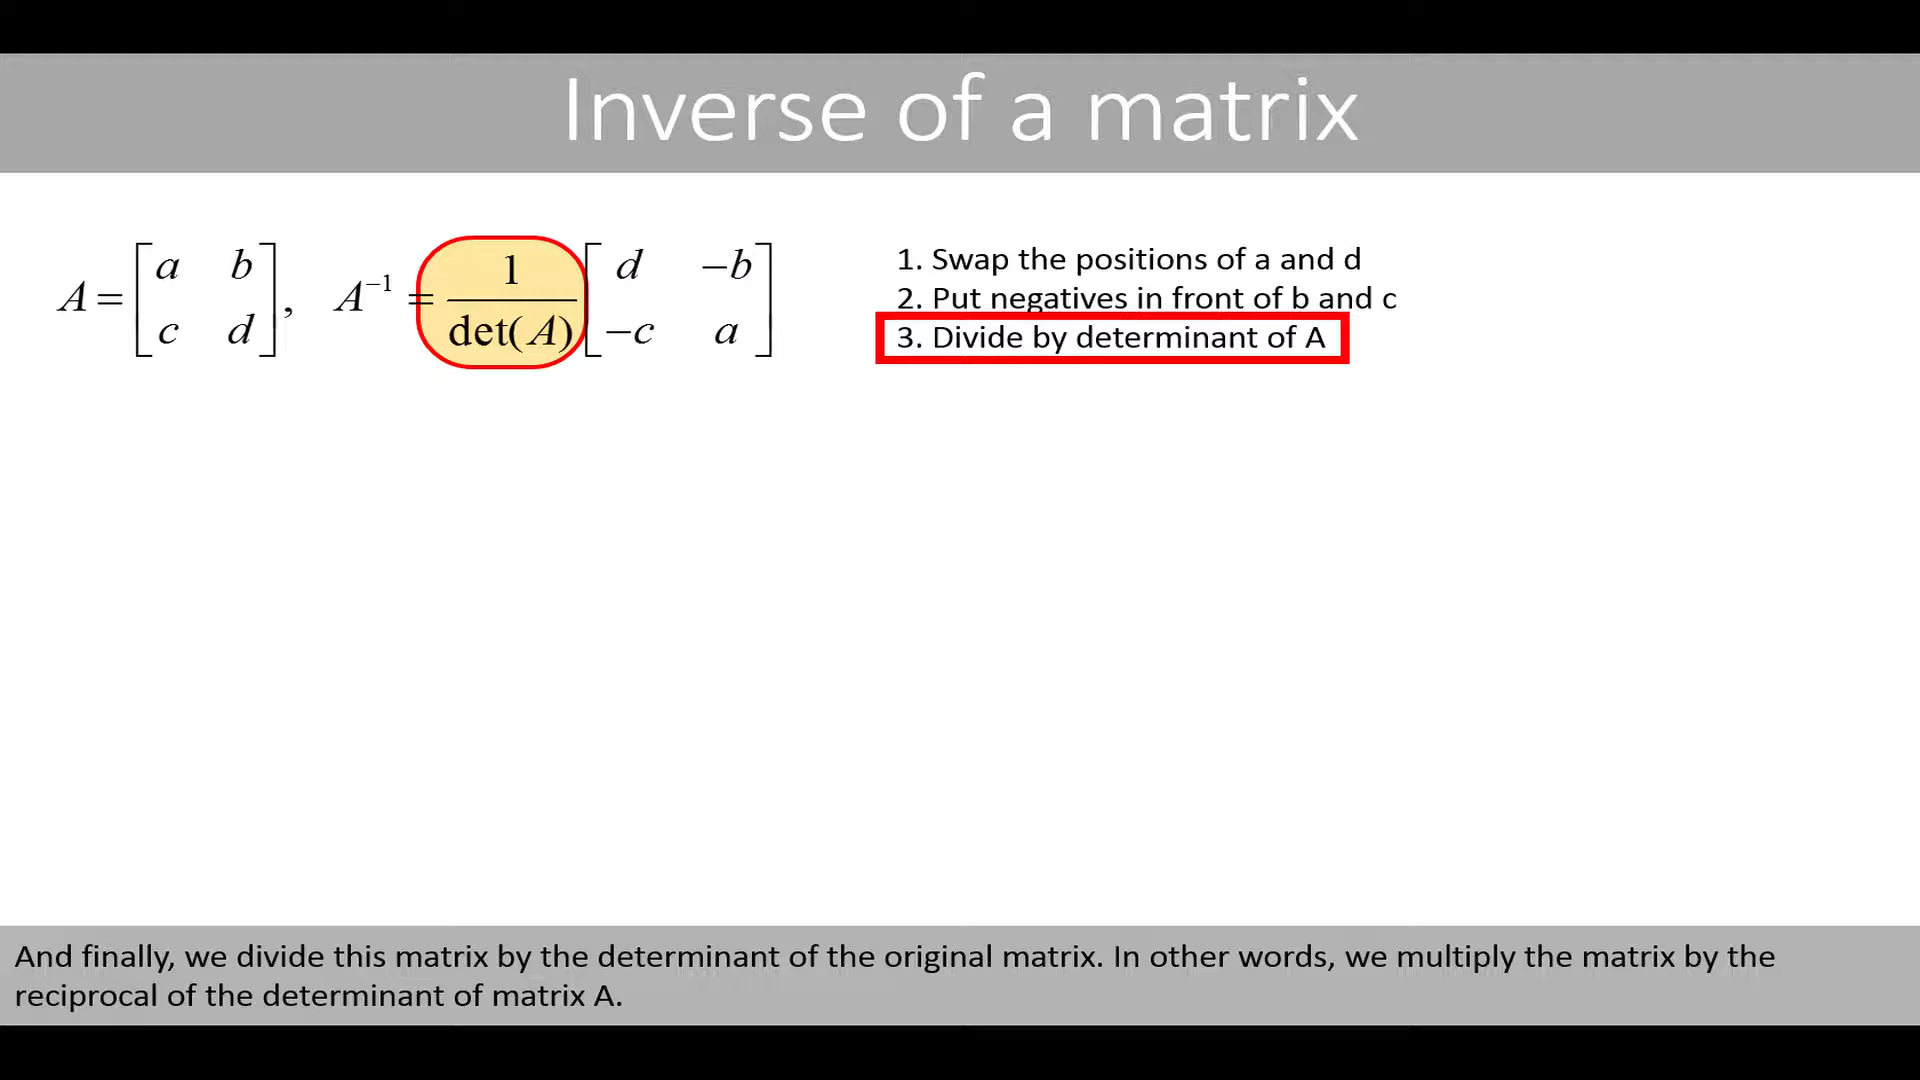 Inverse of a matrix
A = [a b; c d], A⁻¹ = 1/det(A) [d −b; −c a]
1. Swap the positions of a and d
2. Put negatives in front of b and c
3. Divide by determinant of A
And finally, we divide this matrix by the determinant of the original matrix. In other words, we multiply the matrix by the
reciprocal of the determinant of matrix A.